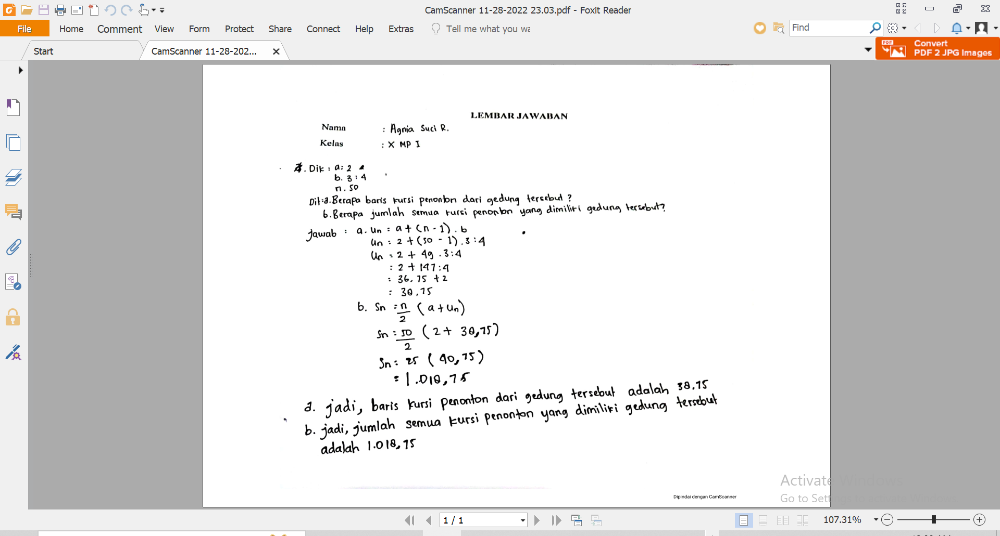 CamScanner 11-28-2022 23.03.pdf - Foxit Reader
File Home Comment View Form Protect Share Connect Help Extras Tell me what you wa Find
Start CamScanner 11-28-202...
PDF Convert
PDF 2 JPG Images
LEMBAR JAWABAN
Nama : Agnia Suci R.
Kelas : X MP I
. Dik : a: 2
b. 3:4
n. 50
Dit:a. Berapa baris kursi penonton dari gedung tersebut ?
b. Berapa jumlah semua kursi penonton yang dimiliki gedung tersebut?
Jawab : a. Un = a + (n - 1) . b
Un = 2 + (50 - 1) . 3:4
Un = 2 + 49 . 3:4
= 2 + 147:4
= 36.75 + 2
= 38,75
b. Sn = n/2 (a + Un)
Sn = 50/2 (2 + 38,75)
Sn = 25 (40,75)
= 1.018,75
a. jadi, baris kursi penonton dari gedung tersebut adalah 38,75
b. jadi, jumlah semua kursi penonton yang dimiliki gedung tersebut
adalah 1.018,75
Activate Windows
Go to Settings to activate Windows.
Dipindai dengan CamScanner
1 / 1 107.31%